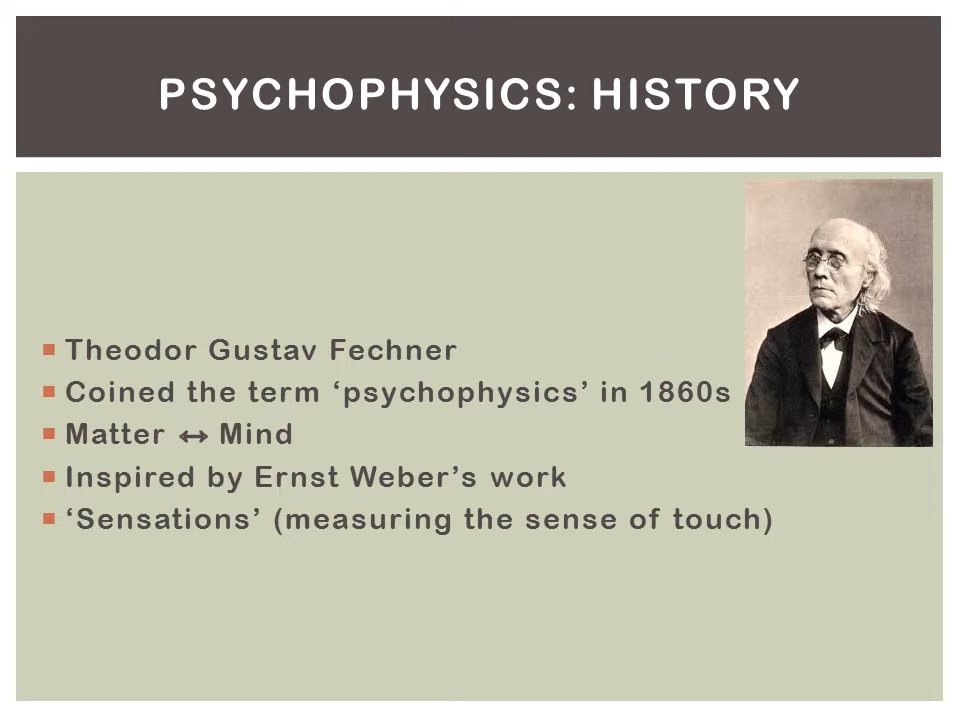 PSYCHOPHYSICS: HISTORY
Theodor Gustav Fechner
Coined the term ‘psychophysics’ in 1860s
Matter ↔ Mind
Inspired by Ernst Weber’s work
‘Sensations’ (measuring the sense of touch)